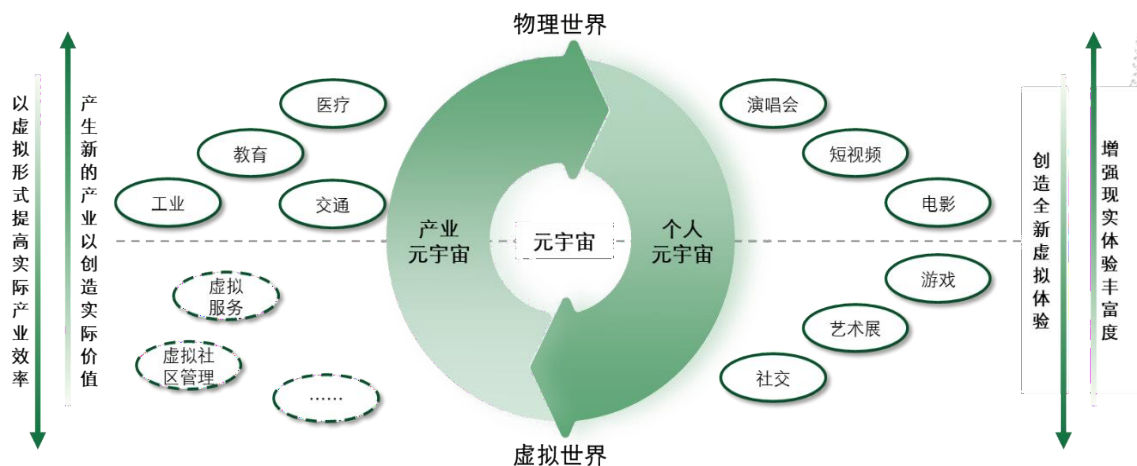 物理世界
以虚拟形式提高实际产业效率
产生新的产业以创造实际价值
医疗
教育
工业
交通
虚拟
服务
虚拟社
区管理
……
产业
元宇宙
元宇宙
个人
元宇宙
演唱会
短视频
电影
游戏
艺术展
社交
创造全新虚拟体验
增强现实体验丰富度
虚拟世界